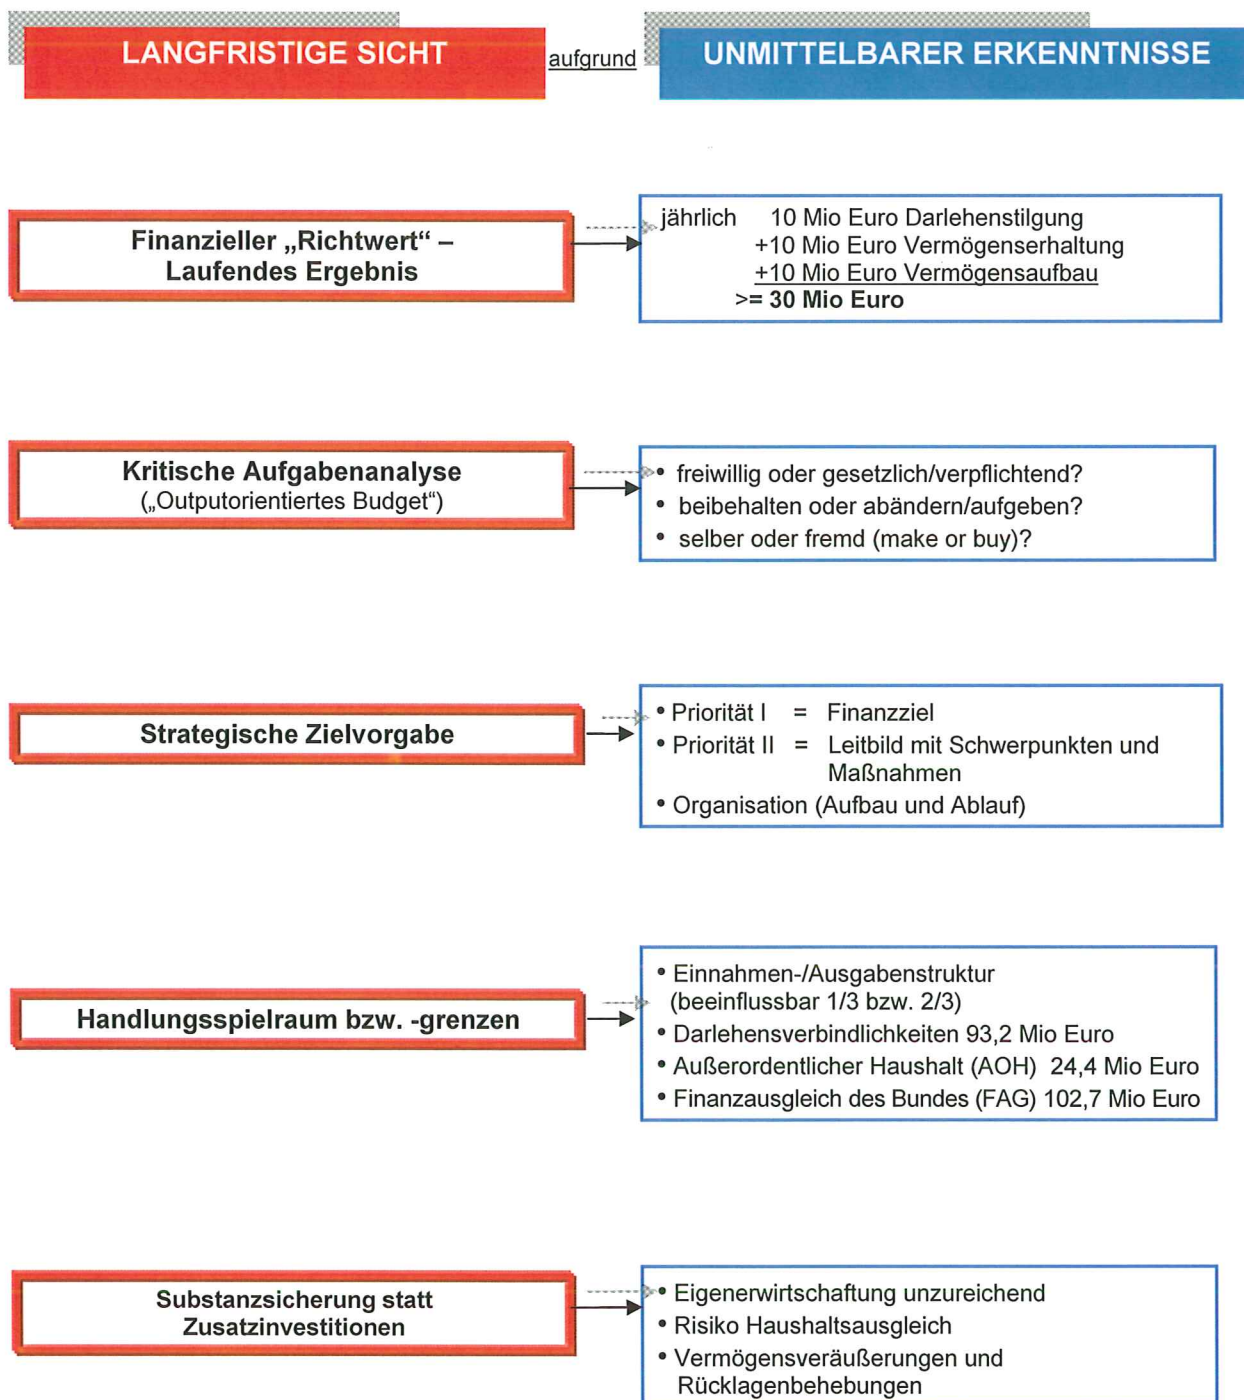 LANGFRISTIGE SICHT aufgrund UNMITTELBARER ERKENNTNISSE
Finanzieller „Richtwert“ –
Laufendes Ergebnis
jährlich 10 Mio Euro Darlehenstilgung
+10 Mio Euro Vermögenserhaltung
+10 Mio Euro Vermögensaufbau
>= 30 Mio Euro
Kritische Aufgabenanalyse
(„Outputorientiertes Budget“)
• freiwillig oder gesetzlich/verpflichtend?
• beibehalten oder abändern/aufgeben?
• selber oder fremd (make or buy)?
Strategische Zielvorgabe
• Priorität I = Finanzziel
• Priorität II = Leitbild mit Schwerpunkten und
Maßnahmen
• Organisation (Aufbau und Ablauf)
Handlungsspielraum bzw. -grenzen
• Einnahmen-/Ausgabenstruktur
(beeinflussbar 1/3 bzw. 2/3)
• Darlehensverbindlichkeiten 93,2 Mio Euro
• Außerordentlicher Haushalt (AOH) 24,4 Mio Euro
• Finanzausgleich des Bundes (FAG) 102,7 Mio Euro
Substanzsicherung statt
Zusatzinvestitionen
• Eigenerwirtschaftung unzureichend
• Risiko Haushaltsausgleich
• Vermögensveräußerungen und
Rücklagenbehebungen